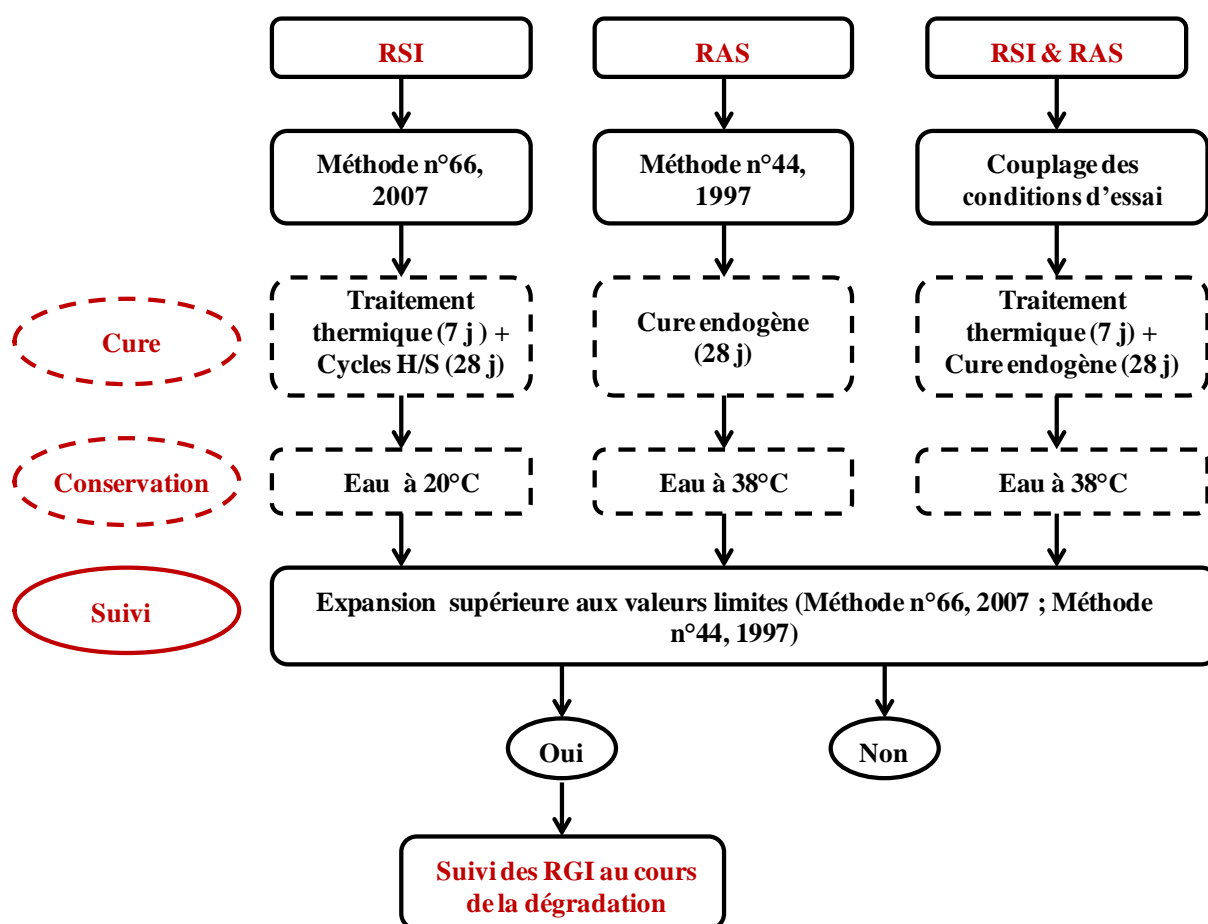 RSI
RAS
RSI & RAS
Méthode n°66,
2007
Méthode n°44,
1997
Couplage des
conditions d'essai
Cure
Traitement
thermique (7 j ) +
Cycles H/S (28 j)
Cure endogène
(28 j)
Traitement
thermique (7 j) +
Cure endogène (28 j)
Conservation
Eau à 20°C
Eau à 38°C
Eau à 38°C
Suivi
Expansion supérieure aux valeurs limites (Méthode n°66, 2007 ; Méthode
n°44, 1997)
Oui
Non
Suivi des RGI au cours
de la dégradation